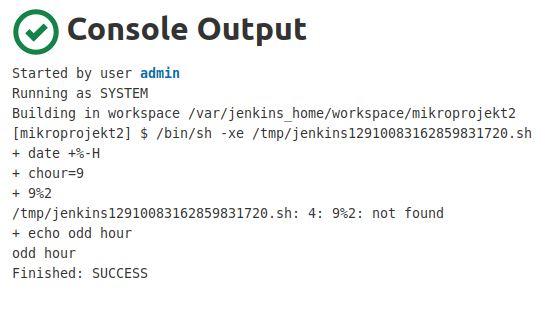 Console Output
Started by user admin
Running as SYSTEM
Building in workspace /var/jenkins_home/workspace/mikroprojekt2
[mikroprojekt2] $ /bin/sh -xe /tmp/jenkins12910083162859831720.sh
+ date +%-H
+ chour=9
+ 9%2
/tmp/jenkins12910083162859831720.sh: 4: 9%2: not found
+ echo odd hour
odd hour
Finished: SUCCESS